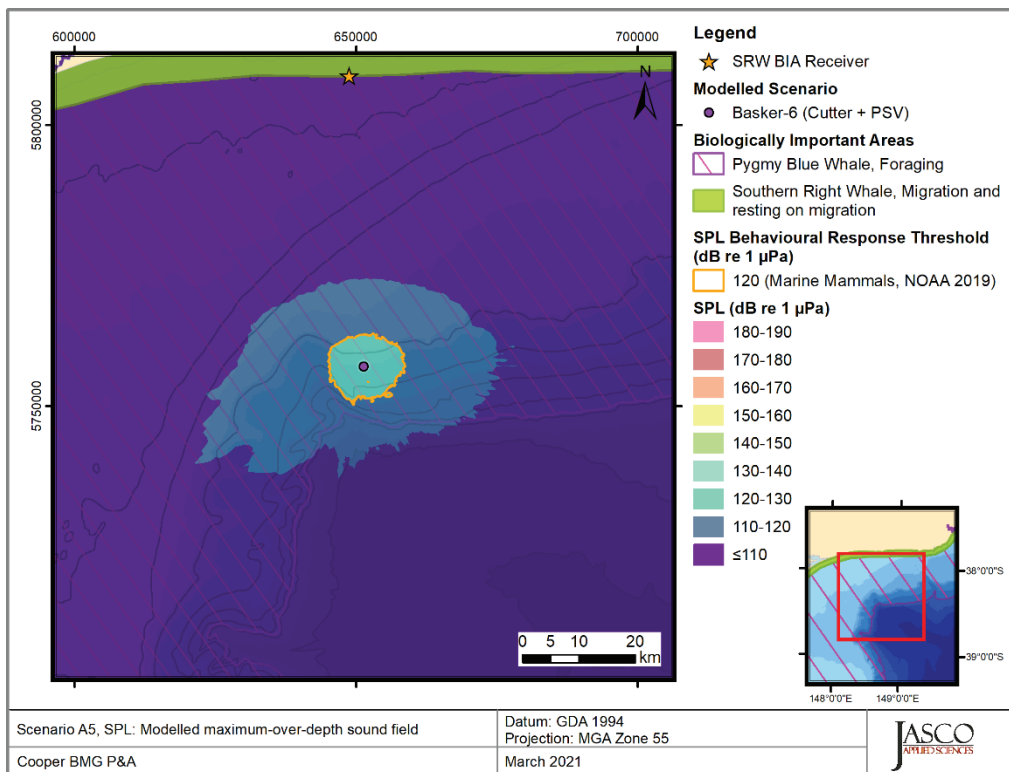 600000
650000
700000
5800000
5750000
N
0 5 10 20
km
Legend
SRW BIA Receiver
Modelled Scenario
Basker-6 (Cutter + PSV)
Biologically Important Areas
Pygmy Blue Whale, Foraging
Southern Right Whale, Migration and
resting on migration
SPL Behavioural Response Threshold
(dB re 1 µPa)
120 (Marine Mammals, NOAA 2019)
SPL (dB re 1 µPa)
180-190
170-180
160-170
150-160
140-150
130-140
120-130
110-120
≤110
38°0'0"S
39°0'0"S
148°0'0"E
149°0'0"E
Scenario A5, SPL: Modelled maximum-over-depth sound field
Cooper BMG P&A
Datum: GDA 1994
Projection: MGA Zone 55
March 2021
JASCO
APPLIED SCIENCES